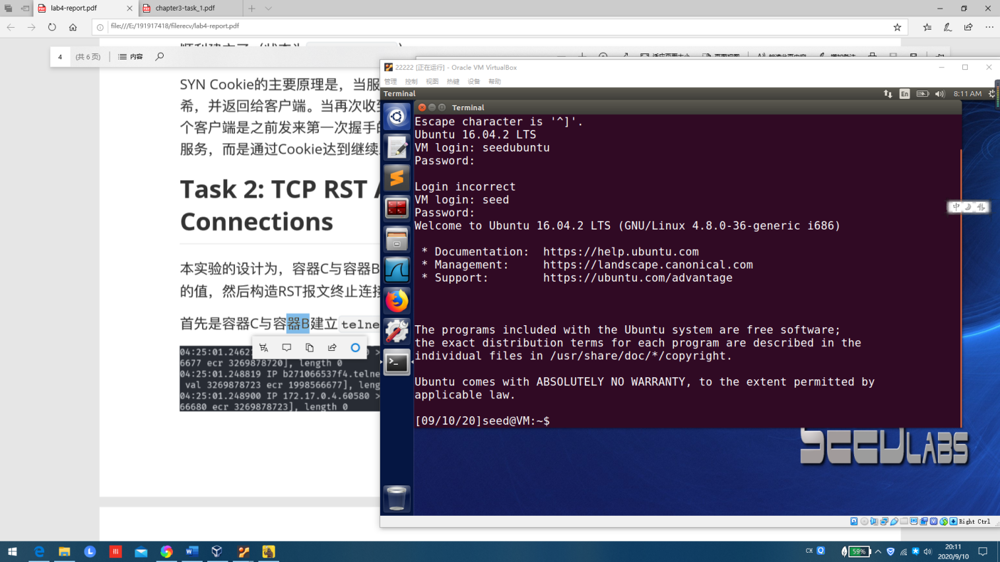 lab4-report.pdf
chapter3-task_1.pdf
file:///E:/191917418/filerecv/lab4-report.pdf
4 (共 6 页) 内容
SYN Cookie的主要原理是，当服
希，并返回给客户端。当再次收到
个客户端是之前发来第一次握手的
服务，而是通过Cookie达到继续
Task 2: TCP RST A
Connections
本实验的设计为，容器C与容器B
的值，然后构造RST报文终止连接
首先是容器C与容器B建立 telne
04:25:01.24621
6677 ecr 3269878720], length 0
04:25:01.248819 IP b271066537f4.telne
val 3269878723 ecr 1998566677], leng
04:25:01.248900 IP 172.17.0.4.60580 >
66680 ecr 3269878723], length 0
22222 [正在运行] - Oracle VM VirtualBox
管理 控制 视图 热键 设备 帮助
Terminal
En
8:11 AM
Terminal
Escape character is '^]'.
Ubuntu 16.04.2 LTS
VM login: seedubuntu
Password:
Login incorrect
VM login: seed
Password:
Welcome to Ubuntu 16.04.2 LTS (GNU/Linux 4.8.0-36-generic i686)
* Documentation: https://help.ubuntu.com
* Management: https://landscape.canonical.com
* Support: https://ubuntu.com/advantage
The programs included with the Ubuntu system are free software;
the exact distribution terms for each program are described in the
individual files in /usr/share/doc/*/copyright.
Ubuntu comes with ABSOLUTELY NO WARRANTY, to the extent permitted by
applicable law.
[09/10/20]seed@VM:~$
SEEDLABS
中
Right Ctrl
CH
59%
20:11
2020/9/10